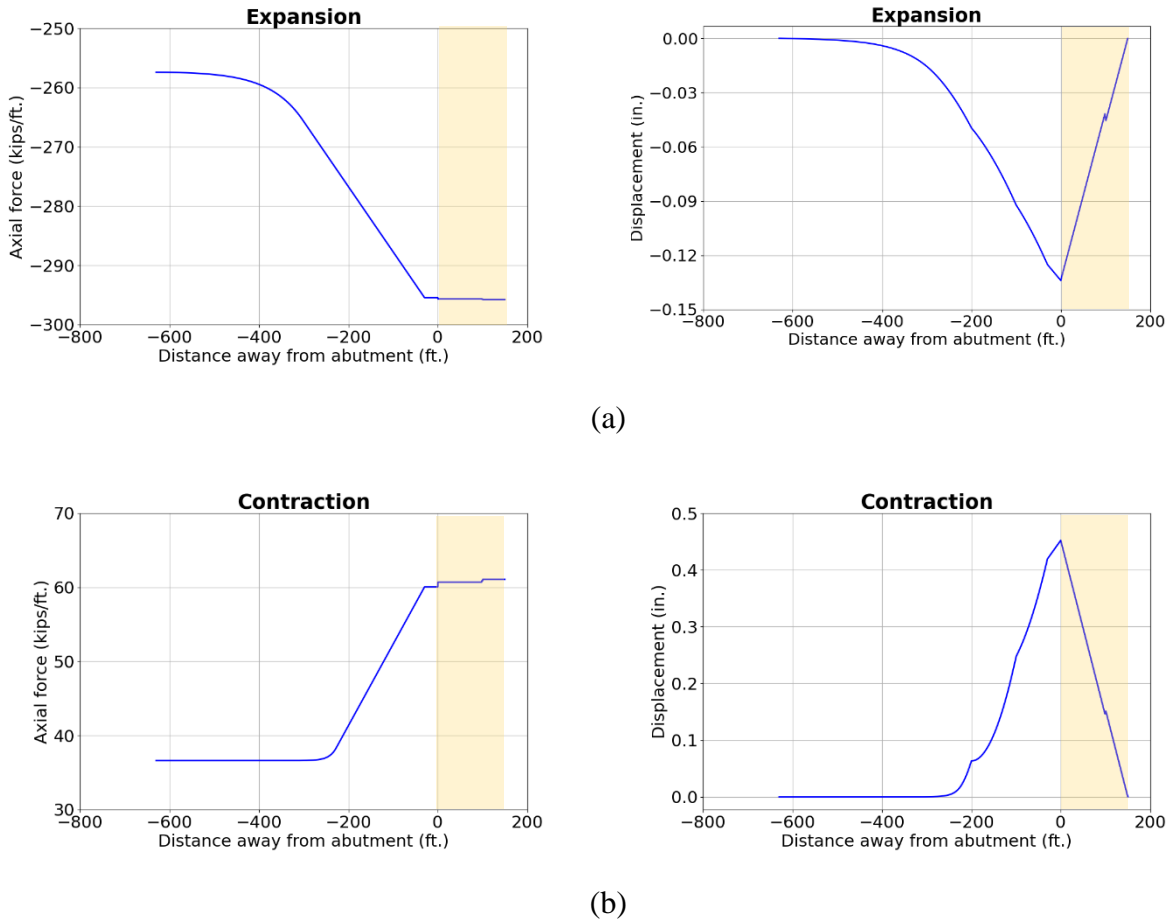 Expansion
Axial force (kips/ft.)
−250
−260
−270
−280
−290
−300
−800 −600 −400 −200 0 200
Distance away from abutment (ft.)
Expansion
Displacement (in.)
0.00
−0.03
−0.06
−0.09
−0.12
−0.15
−800 −600 −400 −200 0 200
Distance away from abutment (ft.)
(a)
Contraction
Axial force (kips/ft.)
70
60
50
40
30
−800 −600 −400 −200 0 200
Distance away from abutment (ft.)
Contraction
Displacement (in.)
0.5
0.4
0.3
0.2
0.1
0.0
−800 −600 −400 −200 0 200
Distance away from abutment (ft.)
(b)